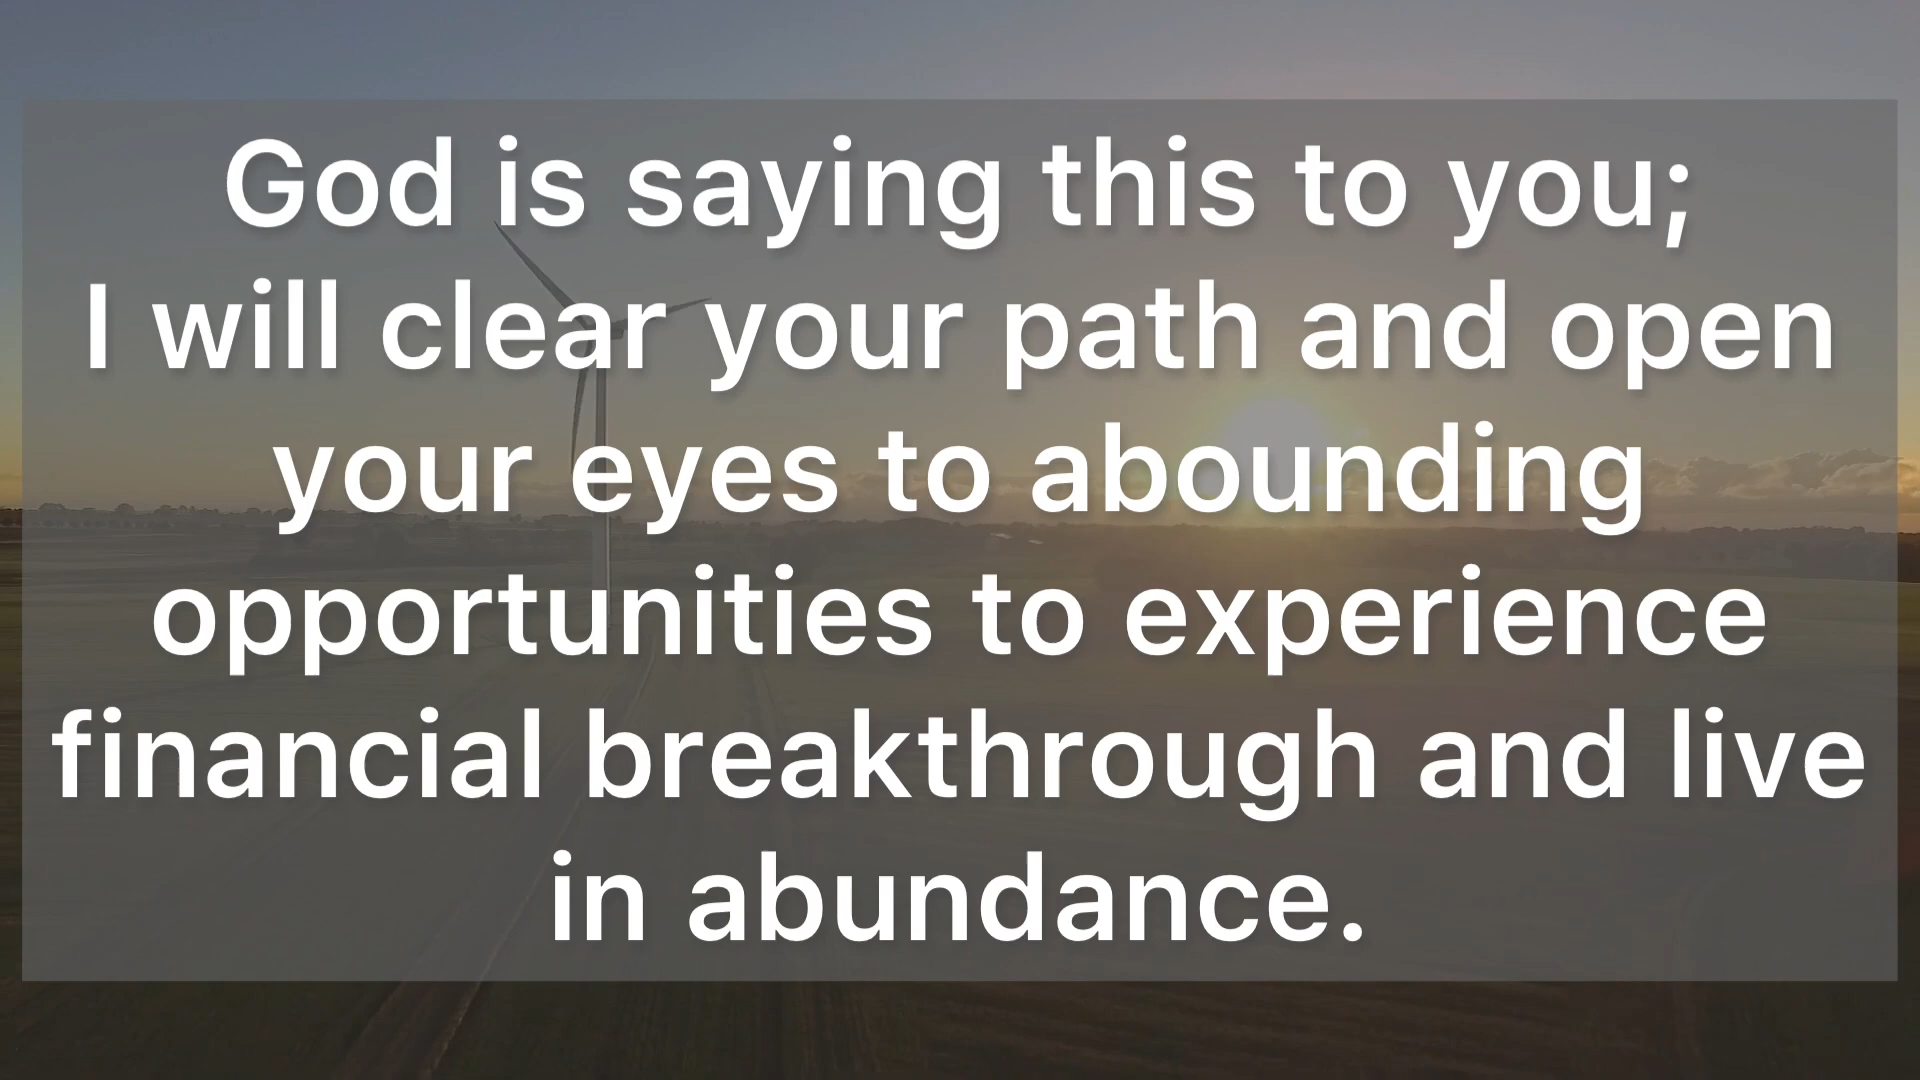 God is saying this to you;
I will clear your path and open
your eyes to abounding
opportunities to experience
financial breakthrough and live
in abundance.